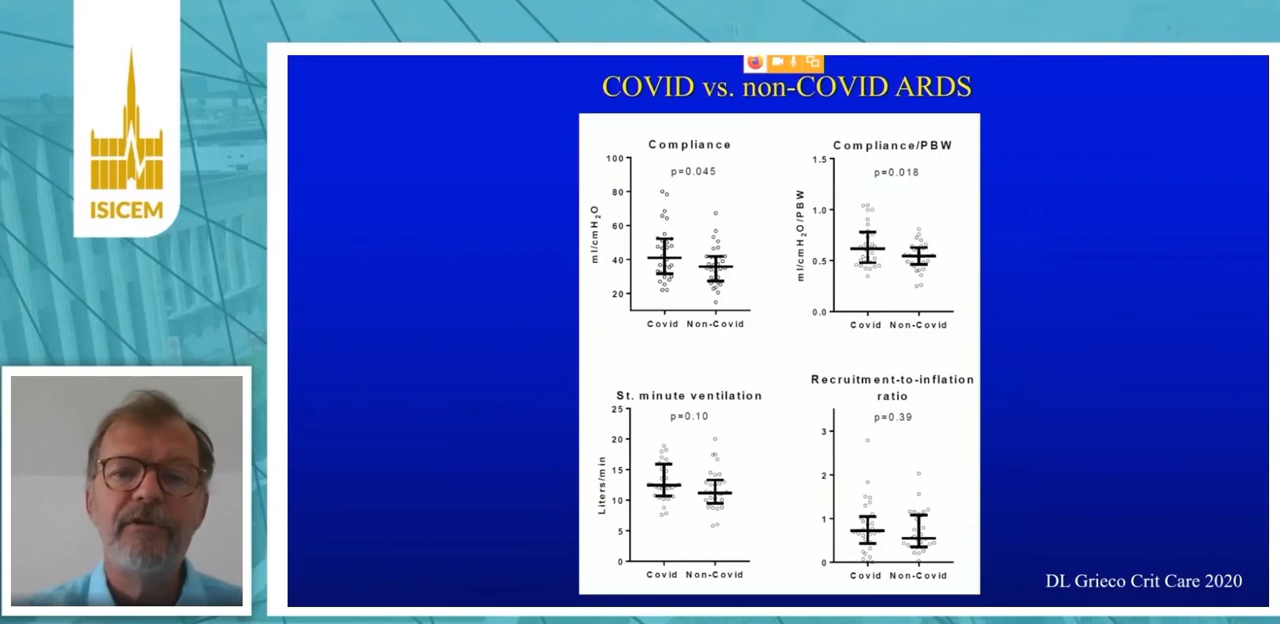 ISICEM
COVID vs. non-COVID ARDS
Compliance
p=0.045
100
80
60
40
20
ml/cmH₂O
Covid Non-Covid
Compliance/PBW
p=0.018
1.5
1.0
0.5
0.0
ml/cmH₂O/PBW
Covid Non-Covid
St. minute ventilation
p=0.10
25
20
15
10
5
0
Liters/min
Covid Non-Covid
Recruitment-to-inflation
ratio
p=0.39
3
2
1
0
Covid Non-Covid
DL Grieco Crit Care 2020